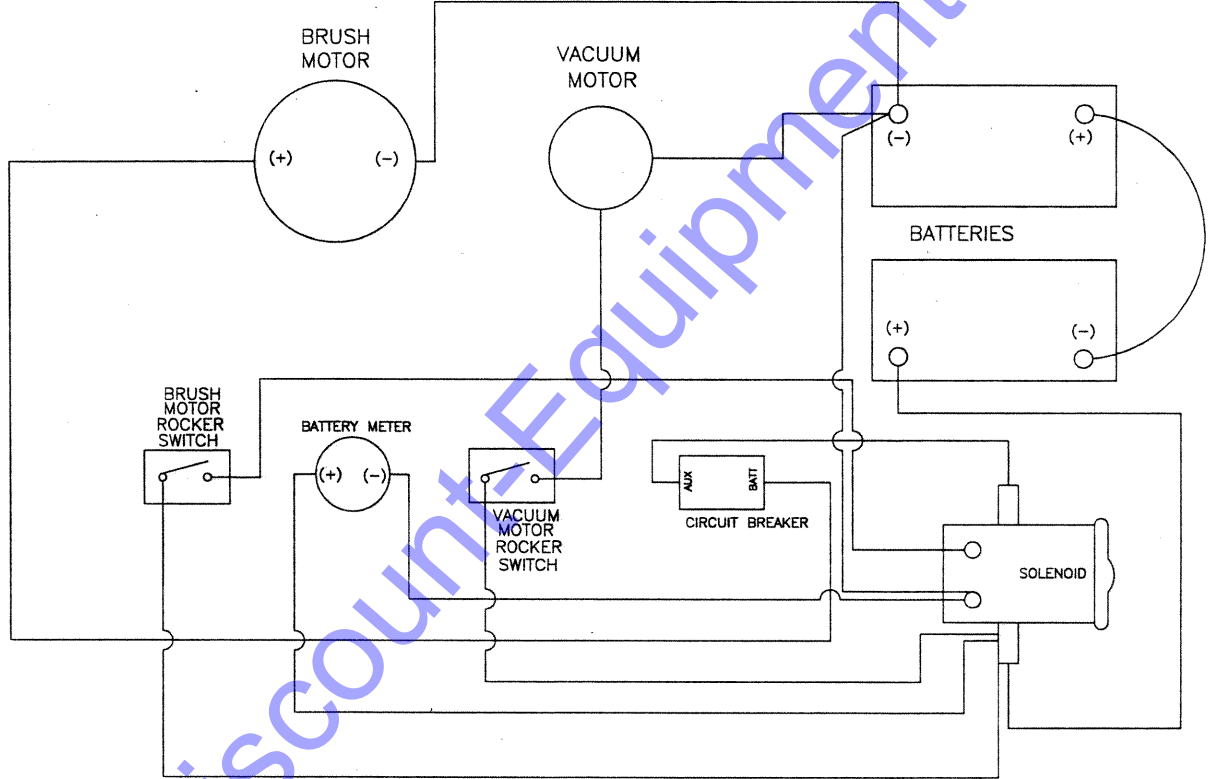 BRUSH
MOTOR
VACUUM
MOTOR
(+)
(-)
(-)
(+)
BATTERIES
(+)
(-)
BRUSH
MOTOR
ROCKER
SWITCH
BATTERY METER
(+)
(-)
VACUUM
MOTOR
ROCKER
SWITCH
AUX
BATT
CIRCUIT BREAKER
SOLENOID
iscount-Equipment